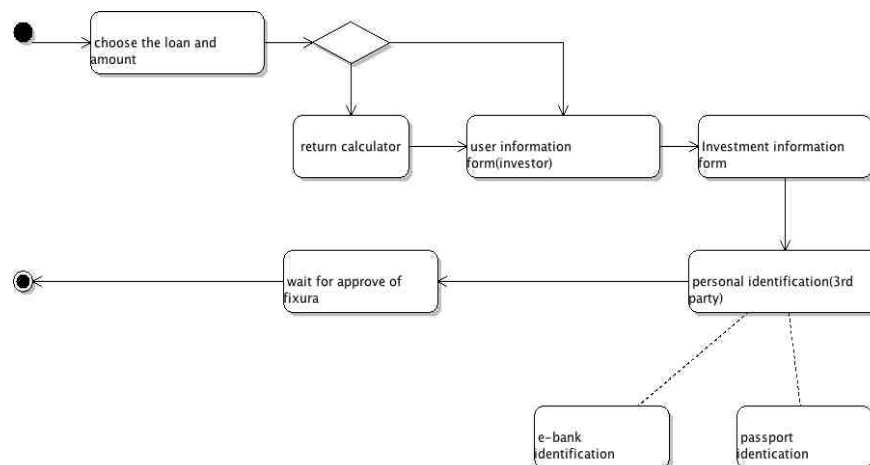 choose the loan and
amount
return calculator
user information
form(investor)
Investment information
form
personal identification(3rd
party)
wait for approve of
fixura
e-bank
identification
passport
identication